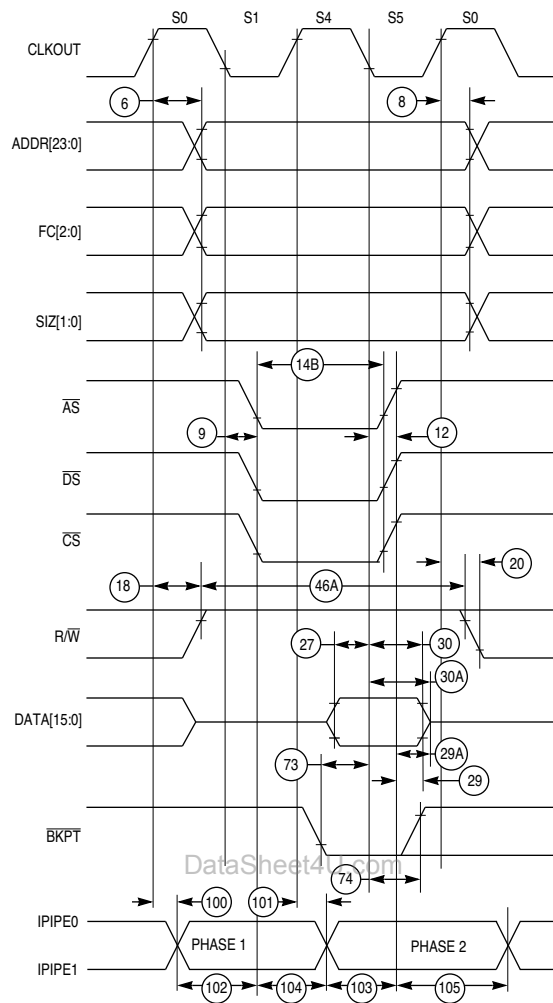 S0 S1 S4 S5 S0
CLKOUT
6 8
ADDR[23:0]
FC[2:0]
SIZ[1:0]
14B
AS
9 12
DS
CS
20
18 46A
R/W
27 30
30A
DATA[15:0]
29A
73 29
BKPT
DataSheet4U.com
74
100 101
IPIPE0
PHASE 1 PHASE 2
IPIPE1
102 104 103 105